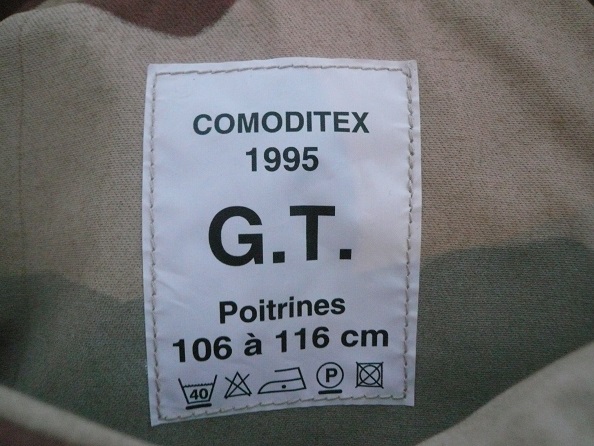 COMODITEX
1995
G.T.
Poitrines
106 à 116 cm
40 P